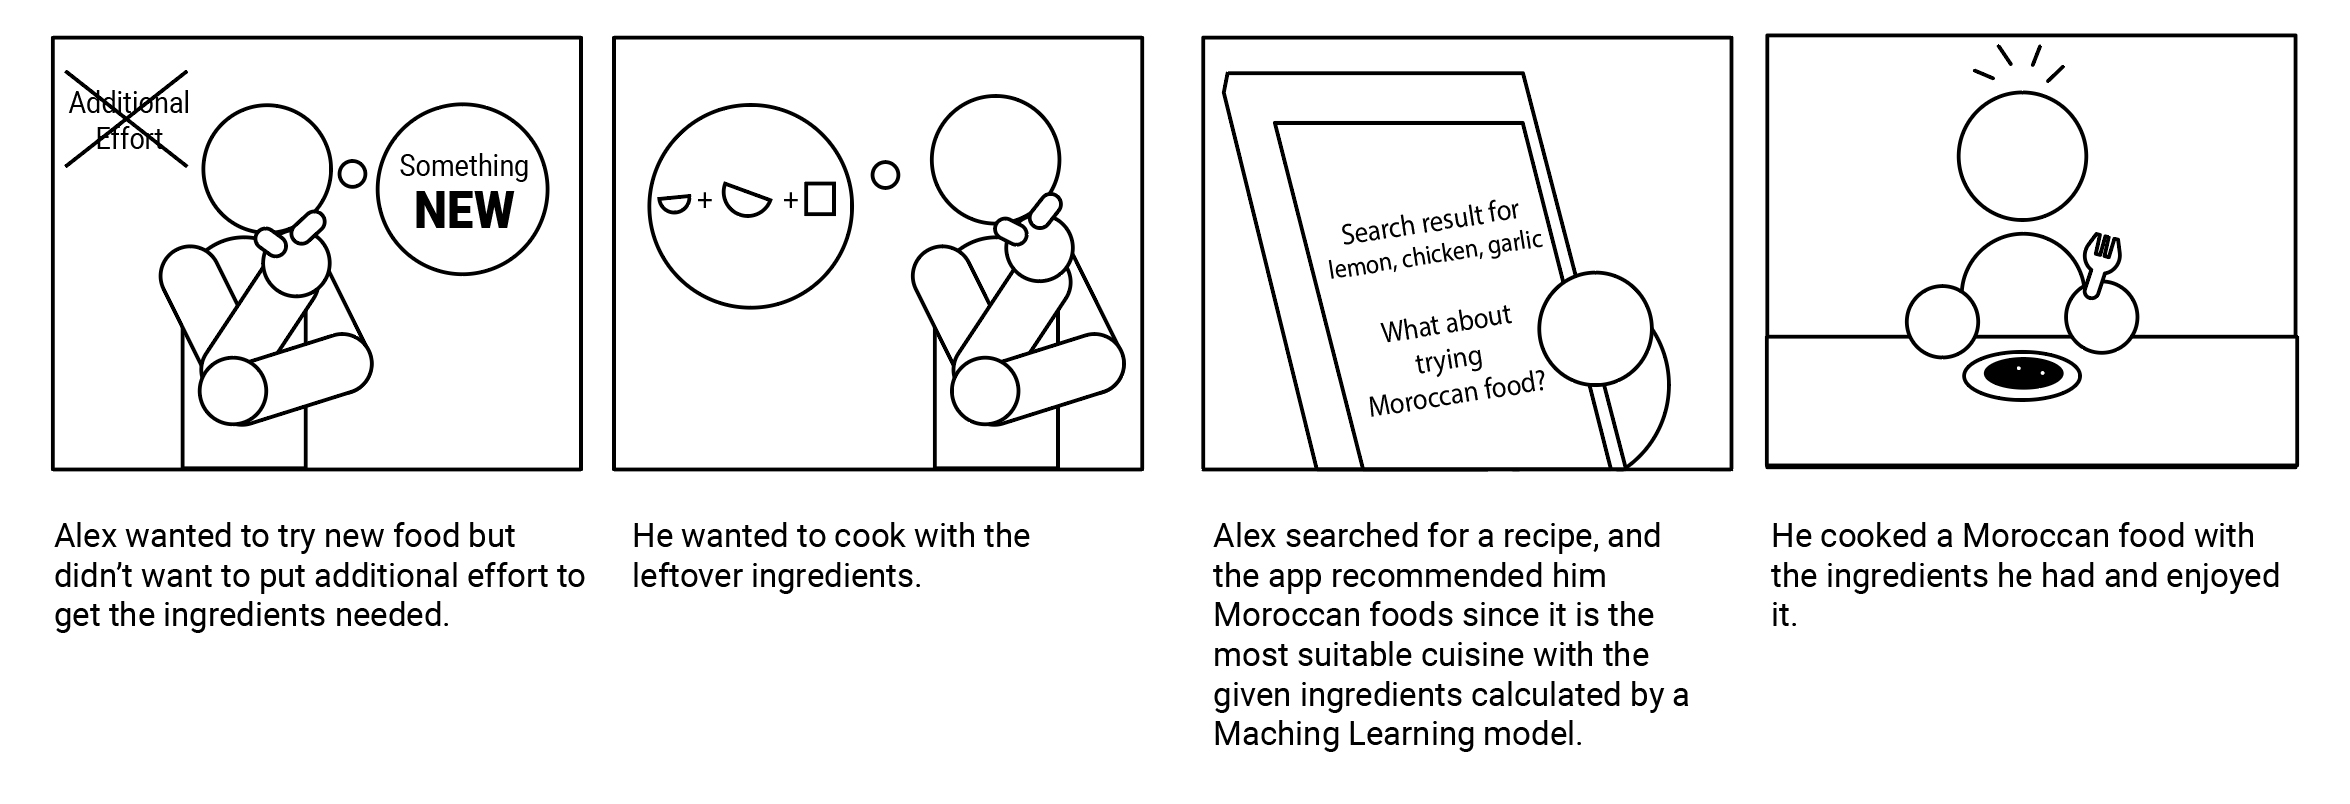 Additional
Effort
Something
NEW
+ +
Search result for
lemon, chicken, garlic
What about
trying
Moroccan food?
Alex wanted to try new food but
didn’t want to put additional effort to
get the ingredients needed.
He wanted to cook with the
leftover ingredients.
Alex searched for a recipe, and
the app recommended him
Moroccan foods since it is the
most suitable cuisine with the
given ingredients calculated by a
Maching Learning model.
He cooked a Moroccan food with
the ingredients he had and enjoyed
it.